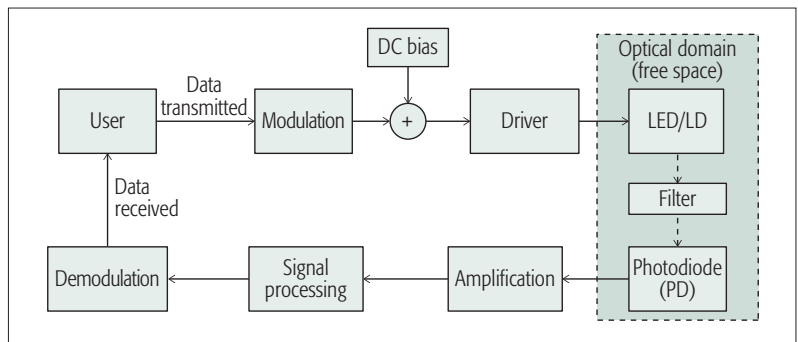 DC bias
Optical domain
(free space)
User
Data
transmitted
Modulation
+
Driver
LED/LD
Filter
Data
received
Demodulation
Signal
processing
Amplification
Photodiode
(PD)